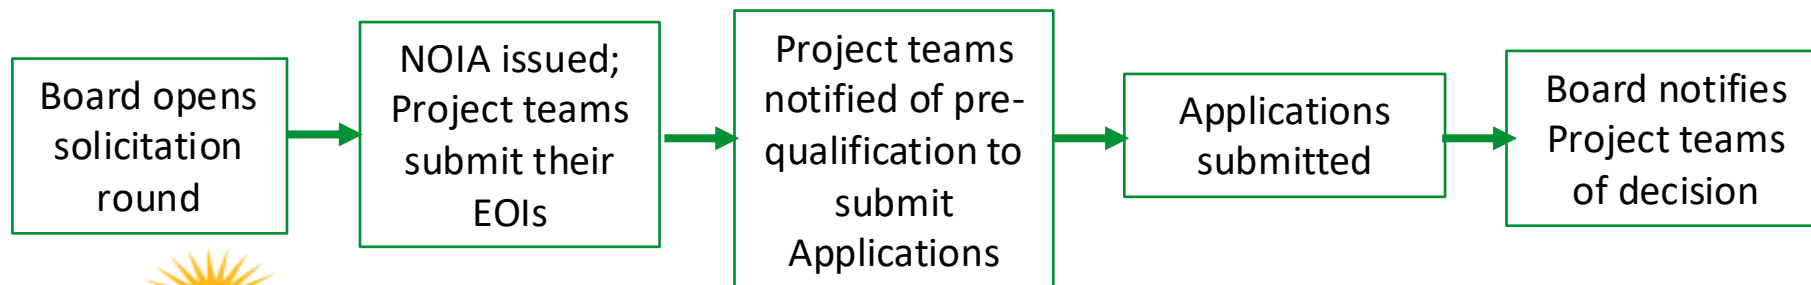 Board opens
solicitation
round
NOIA issued;
Project teams
submit their
EOIs
Project teams
notified of pre-
qualification to
submit
Applications
Applications
submitted
Board notifies
Project teams
of decision